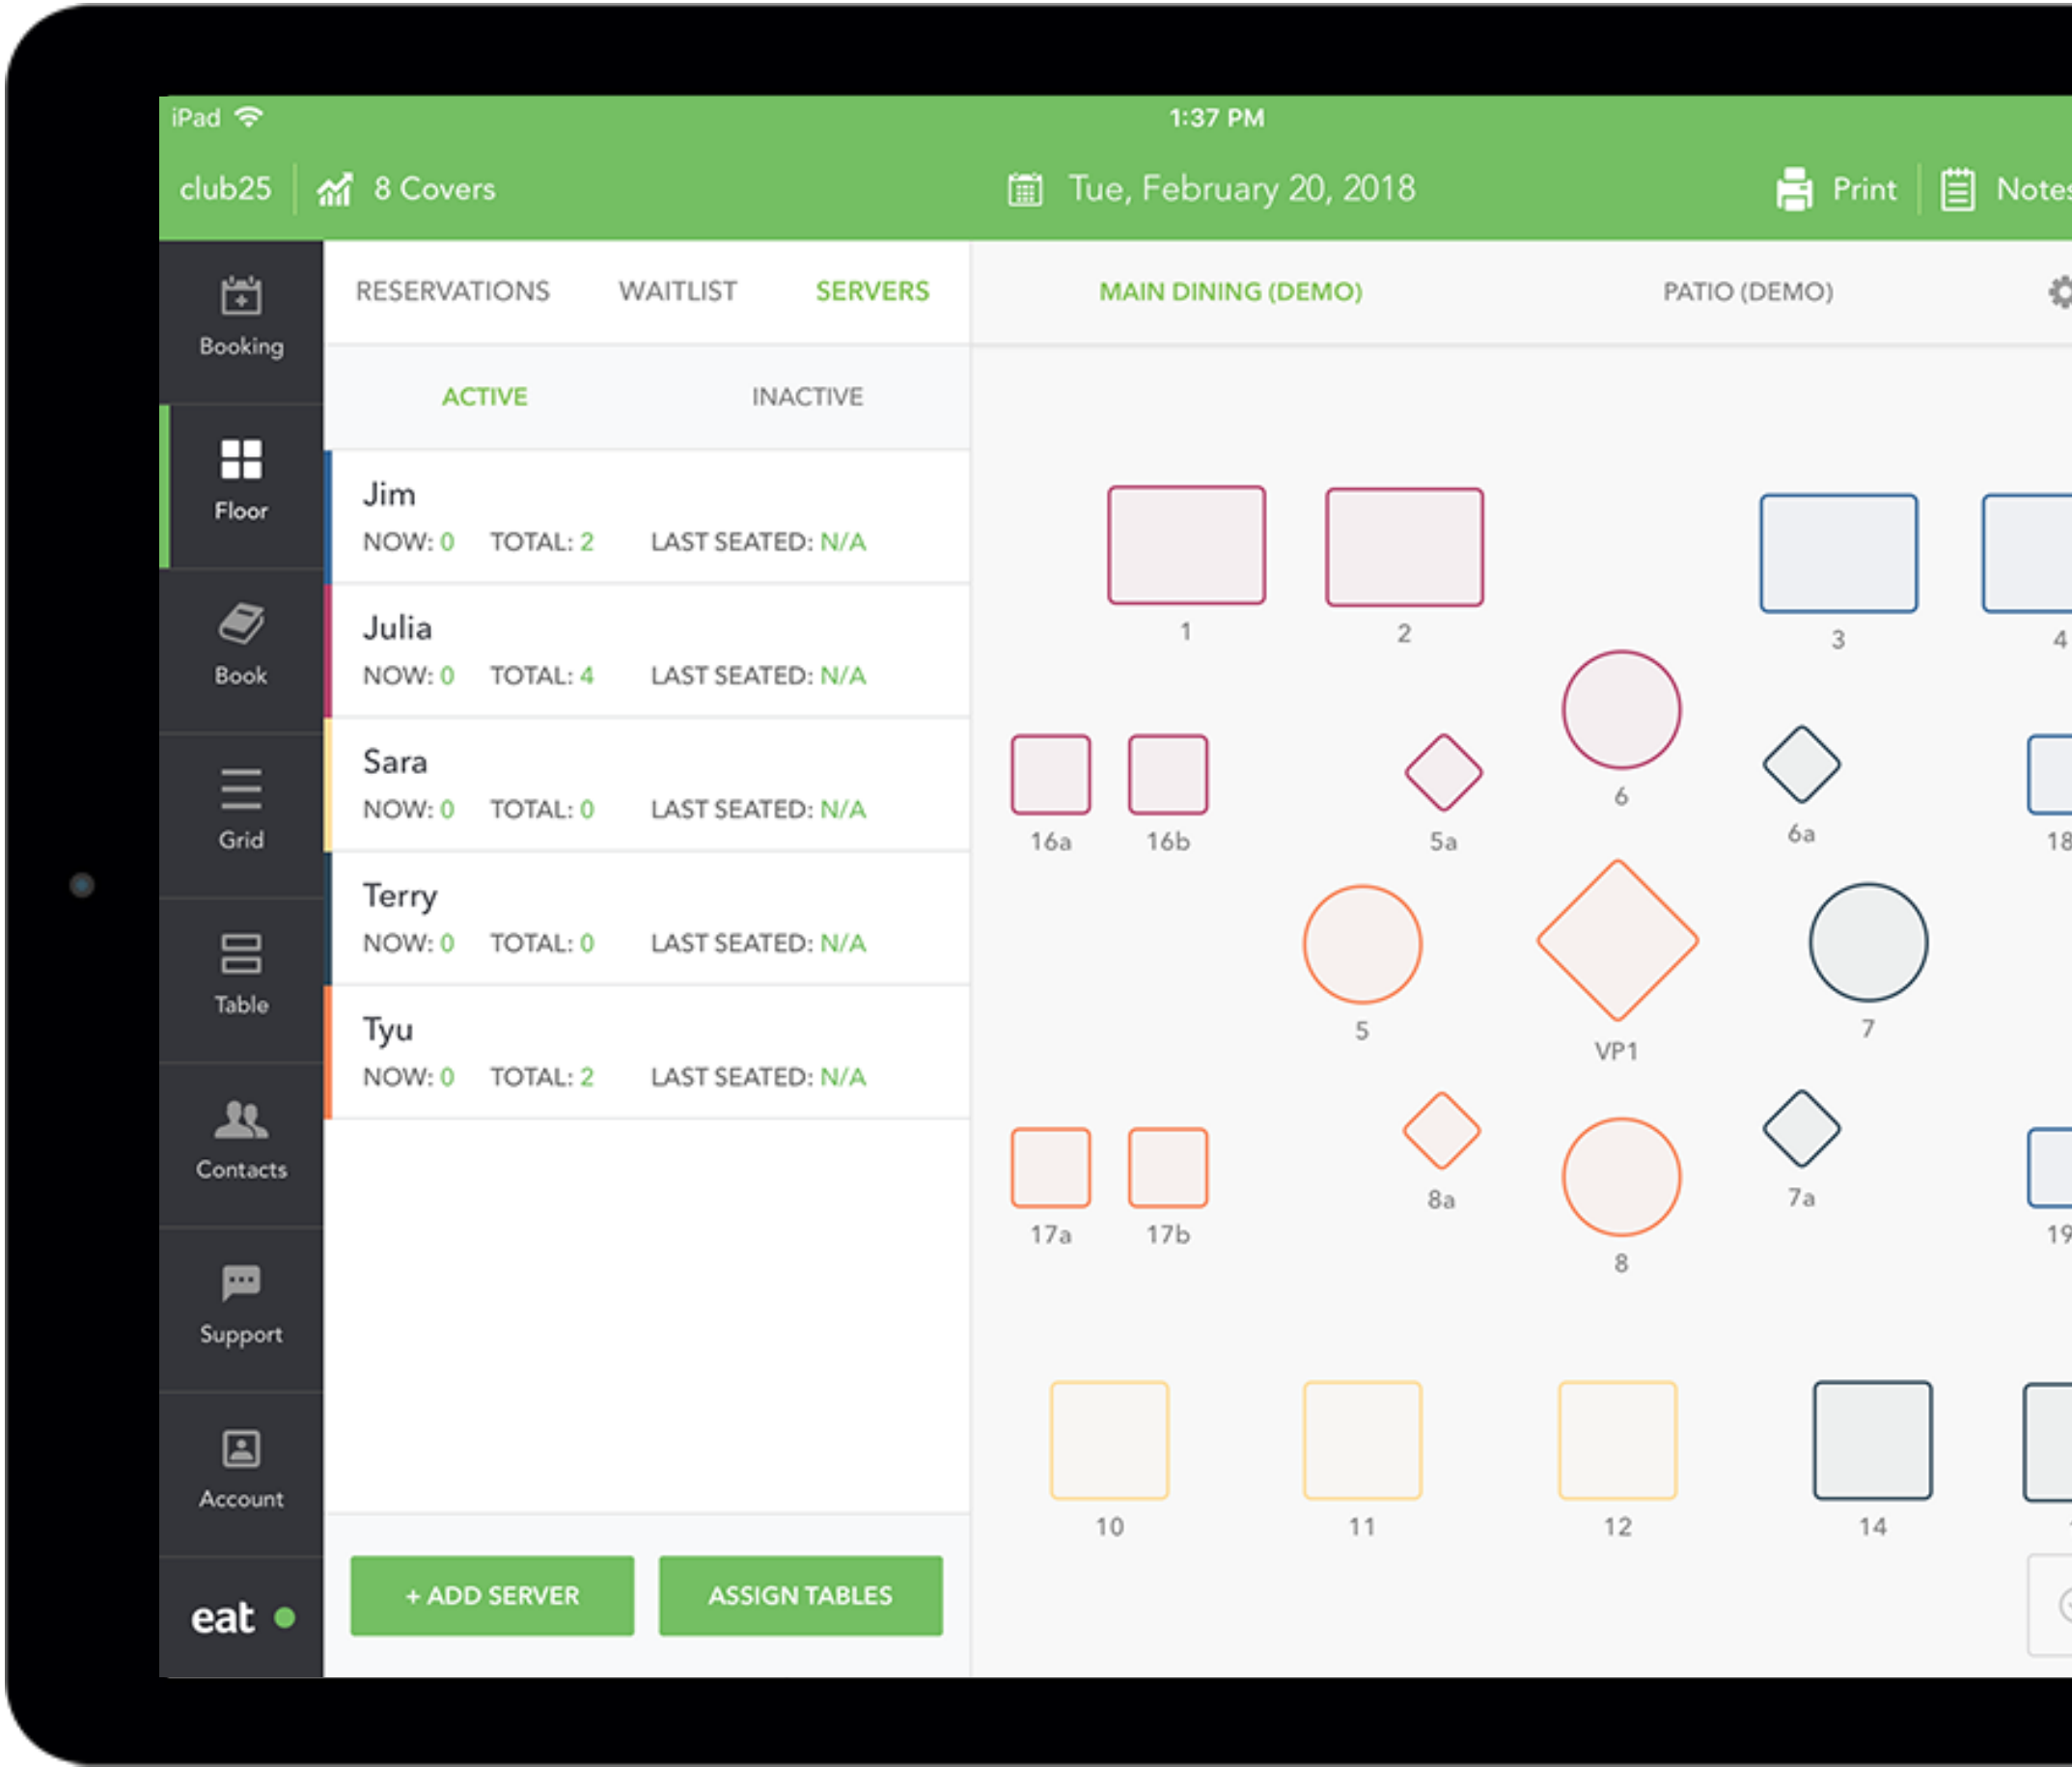 iPad
1:37 PM
club25
8 Covers
Tue, February 20, 2018
Print
Notes
Booking
Floor
Book
Grid
Table
Contacts
Support
Account
eat
RESERVATIONS WAITLIST SERVERS
ACTIVE INACTIVE
Jim
NOW: 0 TOTAL: 2 LAST SEATED: N/A
Julia
NOW: 0 TOTAL: 4 LAST SEATED: N/A
Sara
NOW: 0 TOTAL: 0 LAST SEATED: N/A
Terry
NOW: 0 TOTAL: 0 LAST SEATED: N/A
Tyu
NOW: 0 TOTAL: 2 LAST SEATED: N/A
+ ADD SERVER
ASSIGN TABLES
MAIN DINING (DEMO) PATIO (DEMO)
1 2 3 4
6
16a 16b 5a 6a 18
5 VP1 7
17a 17b 8a 7a 19
8
10 11 12 14